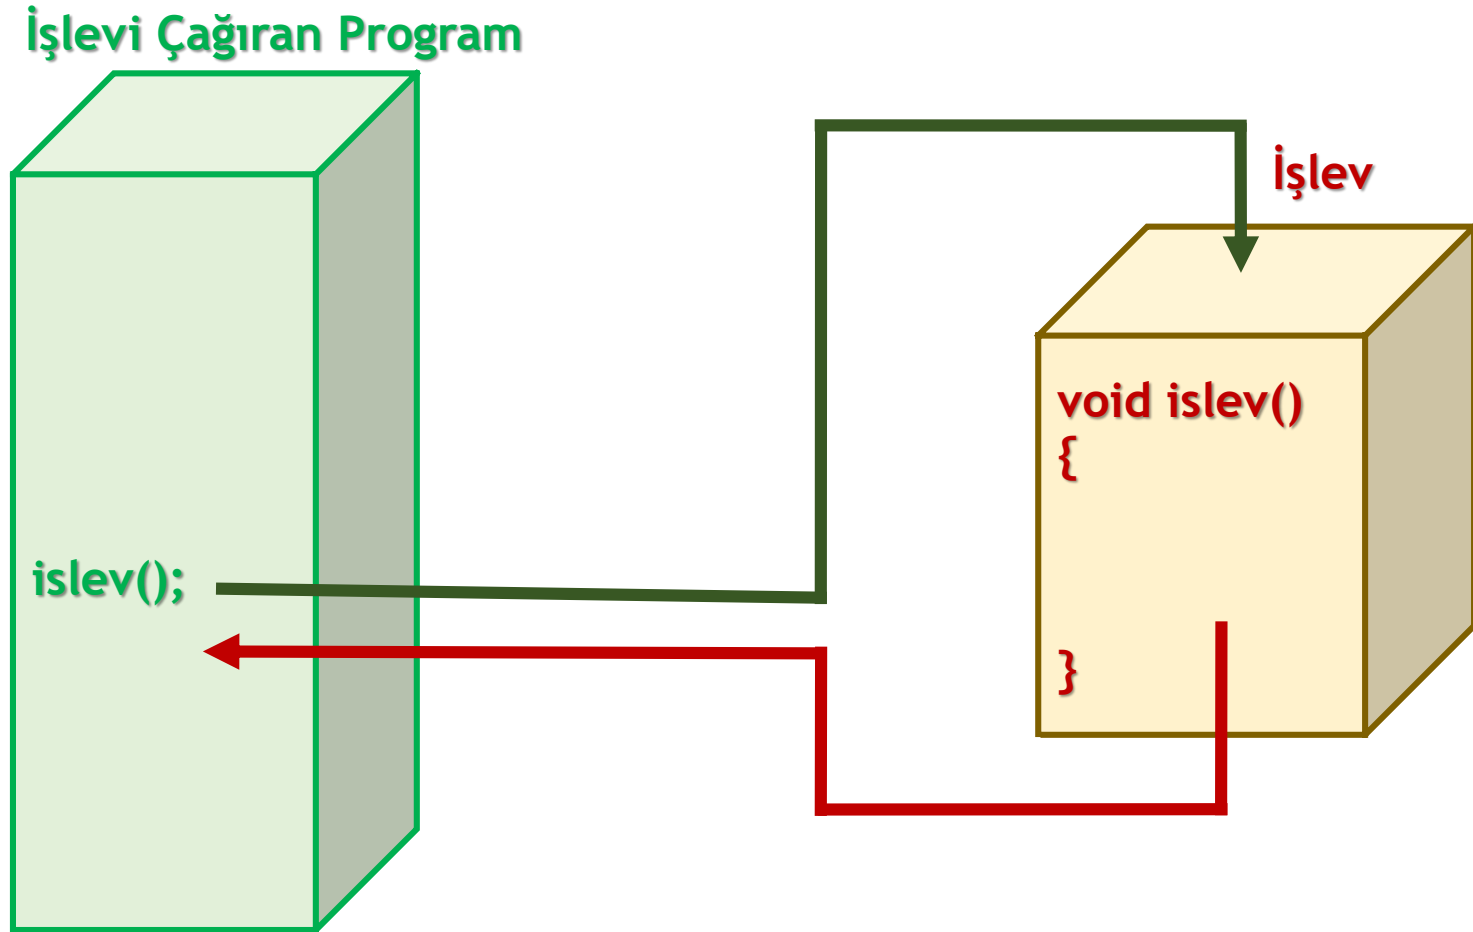 İşlevi Çağıran Program
İşlev
void islev()
{
islev();
}